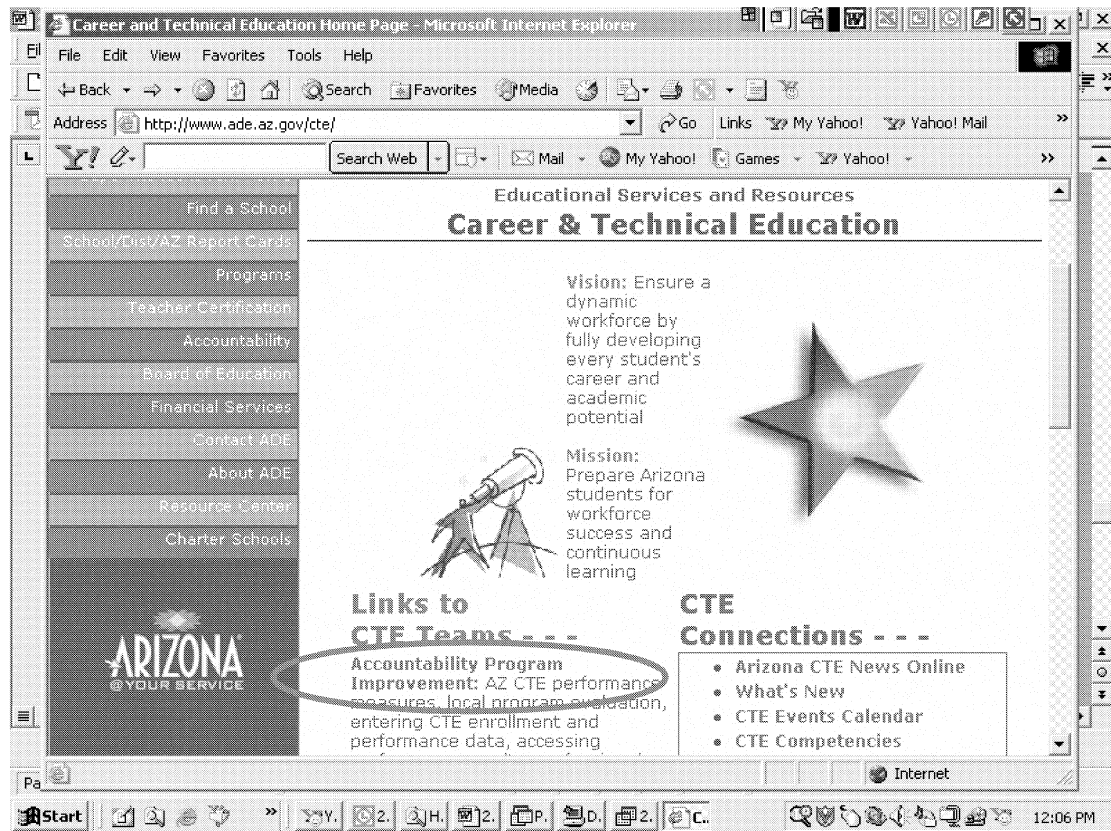 Career and Technical Education Home Page - Microsoft Internet Explorer
File Edit View Favorites Tools Help
Back Search Favorites Media
Address http://www.ade.az.gov/cte/ Go Links My Yahoo! Yahoo! Mail »
Y! Search Web Mail My Yahoo! Games Yahoo! »
Find a School
School/Dist/AZ Report Cards
Programs
Teacher Certification
Accountability
Board of Education
Financial Services
Contact ADE
About ADE
Resource Center
Charter Schools
ARIZONA
@YOUR SERVICE
Educational Services and Resources
Career & Technical Education
Vision: Ensure a
dynamic
workforce by
fully developing
every student's
career and
academic
potential
Mission:
Prepare Arizona
students for
workforce
success and
continuous
learning
Links to
CTE Teams - - -
Accountability Program
Improvement: AZ CTE performance
measures, local program evaluation,
entering CTE enrollment and
performance data, accessing
CTE
Connections - - -
• Arizona CTE News Online
• What's New
• CTE Events Calendar
• CTE Competencies
Internet
Pa
Start » Y. 2. H. 2. P. D. 2. C.. 12:06 PM